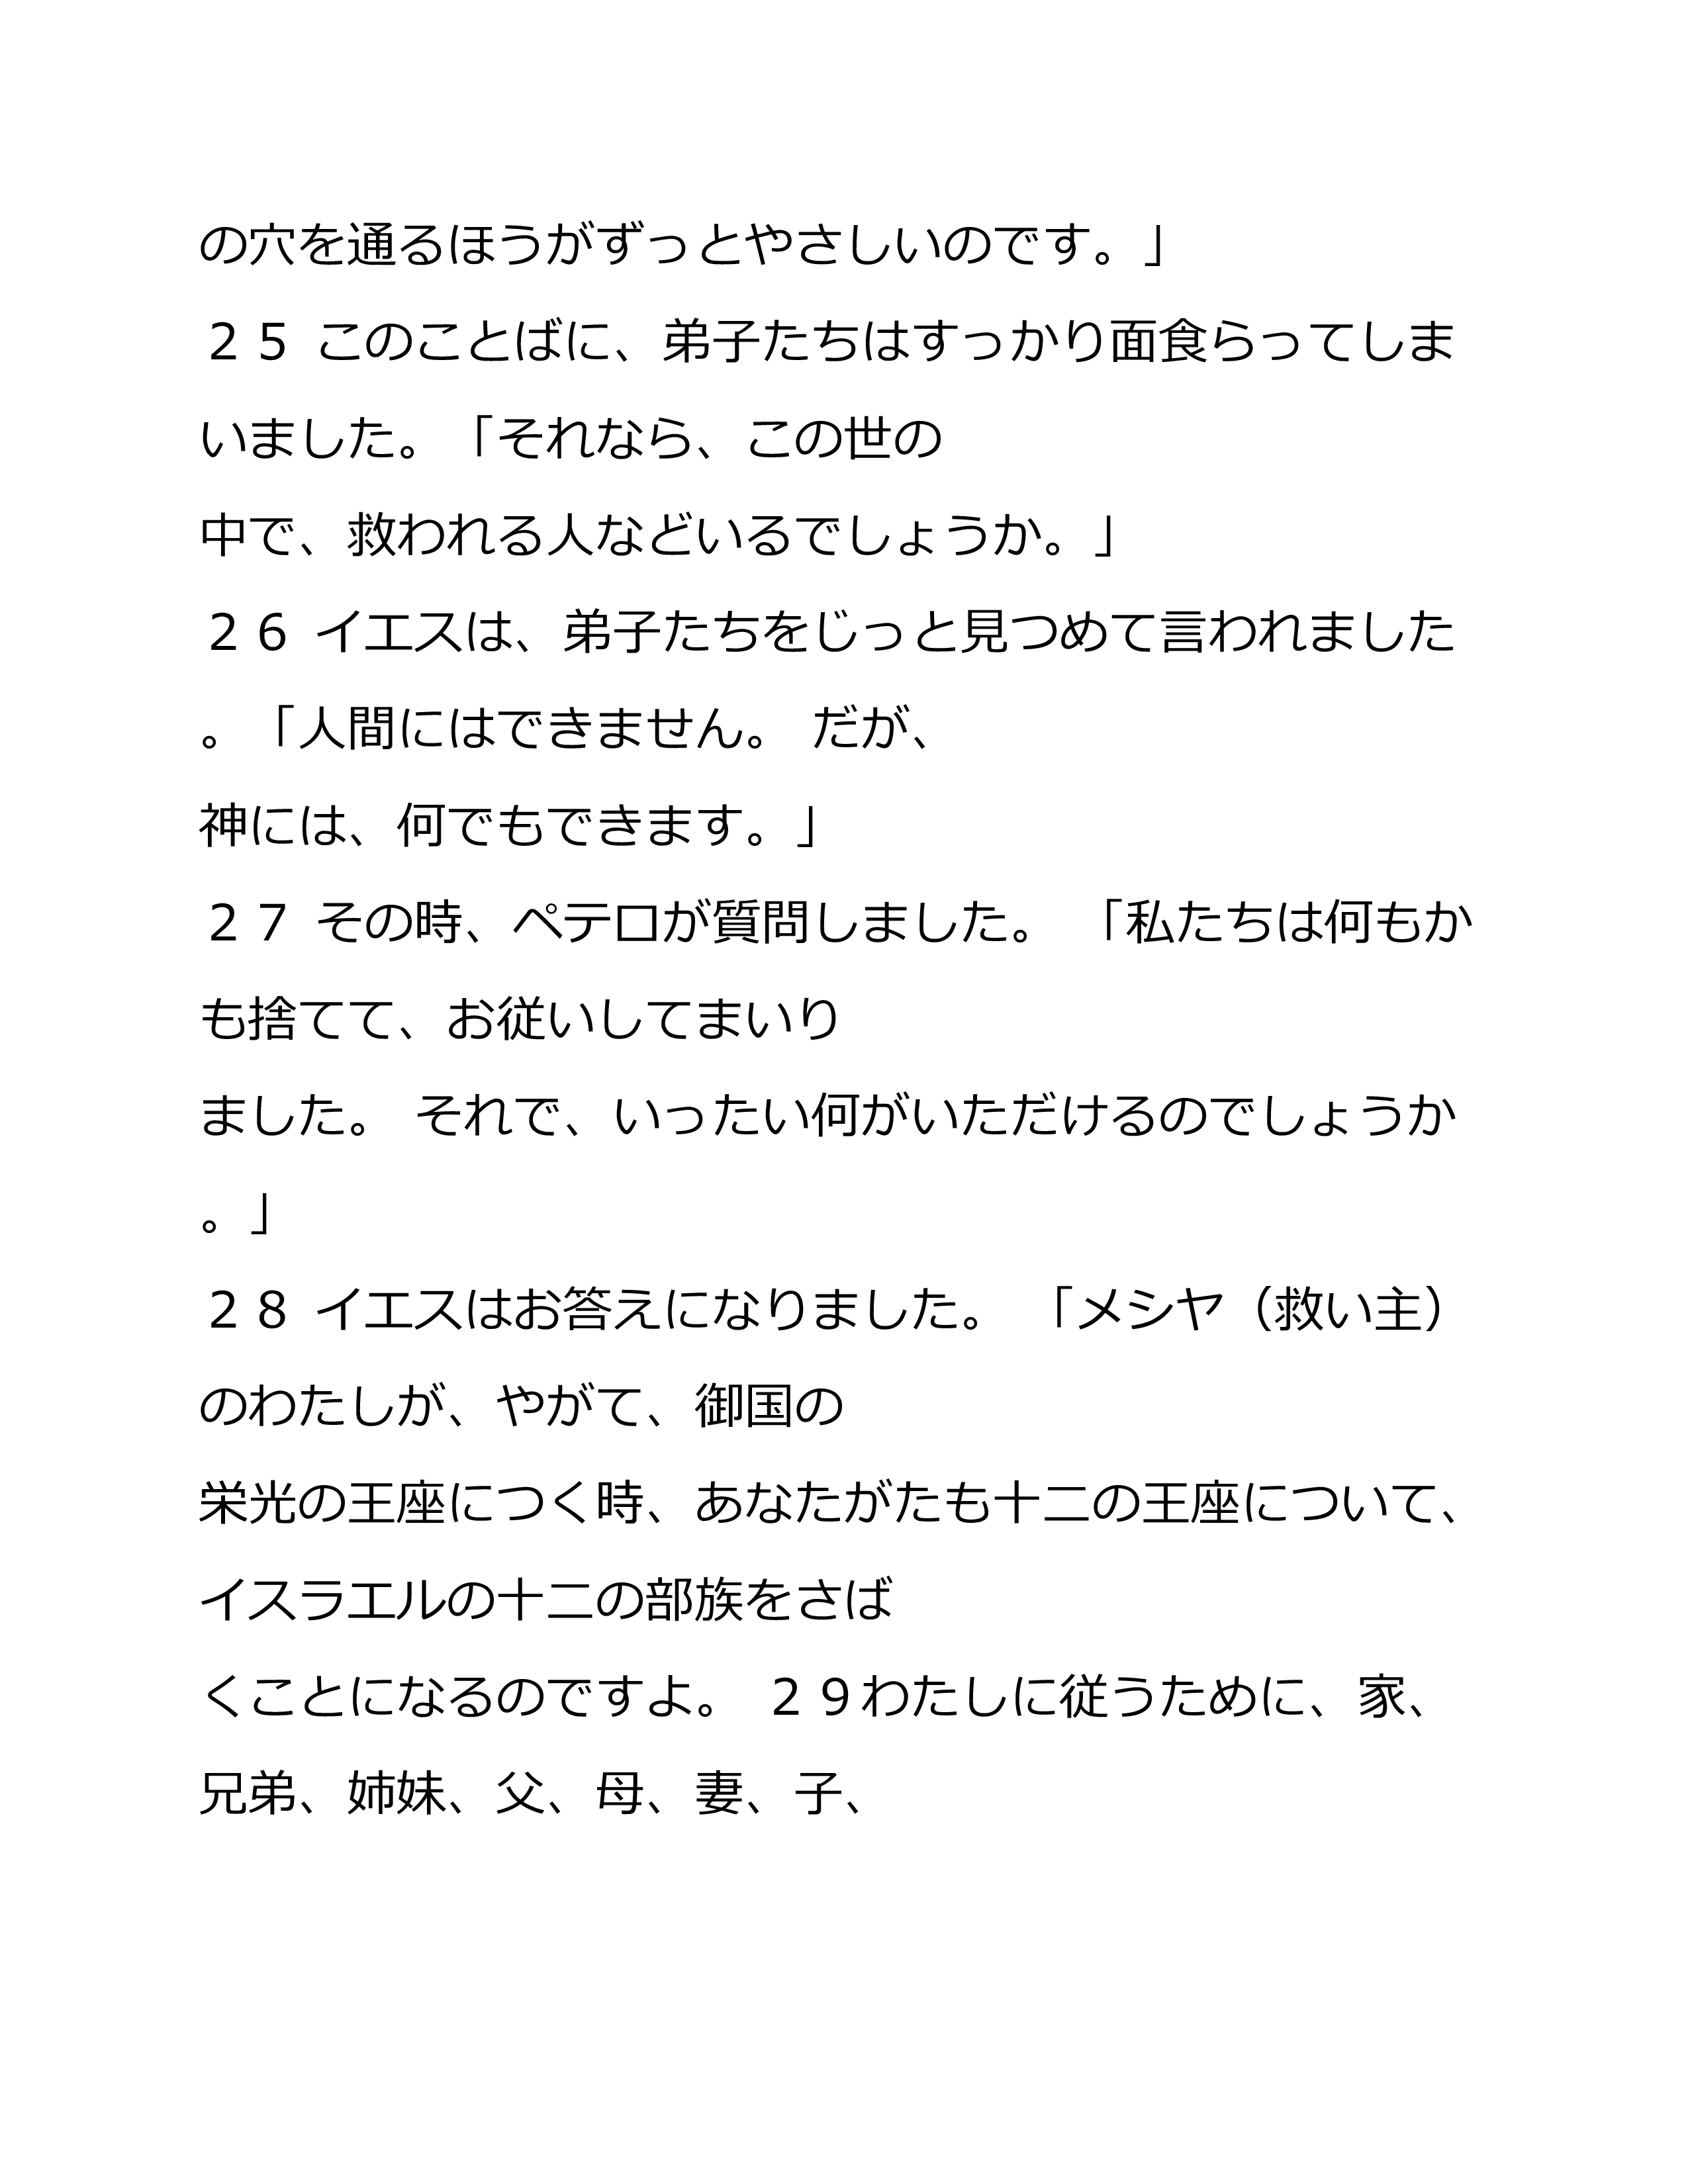 の穴を通るほうがずっとやさしいのです。」
２５ このことばに、弟子たちはすっかり面食らってしま
いました。「それなら、この世の
中で、救われる人などいるでしょうか。」
２６ イエスは、弟子たちをじっと見つめて言われました
。「人間にはできません。 だが、
神には、何でもできます。」
２７ その時、ペテロが質問しました。 「私たちは何もか
も捨てて、お従いしてまいり
ました。 それで、いったい何がいただけるのでしょうか
。」
２８ イエスはお答えになりました。 「メシヤ（救い主）
のわたしが、やがて、御国の
栄光の王座につく時、あなたがたも十二の王座について、
イスラエルの十二の部族をさば
くことになるのですよ。 ２９わたしに従うために、家、
兄弟、姉妹、父、母、妻、子、